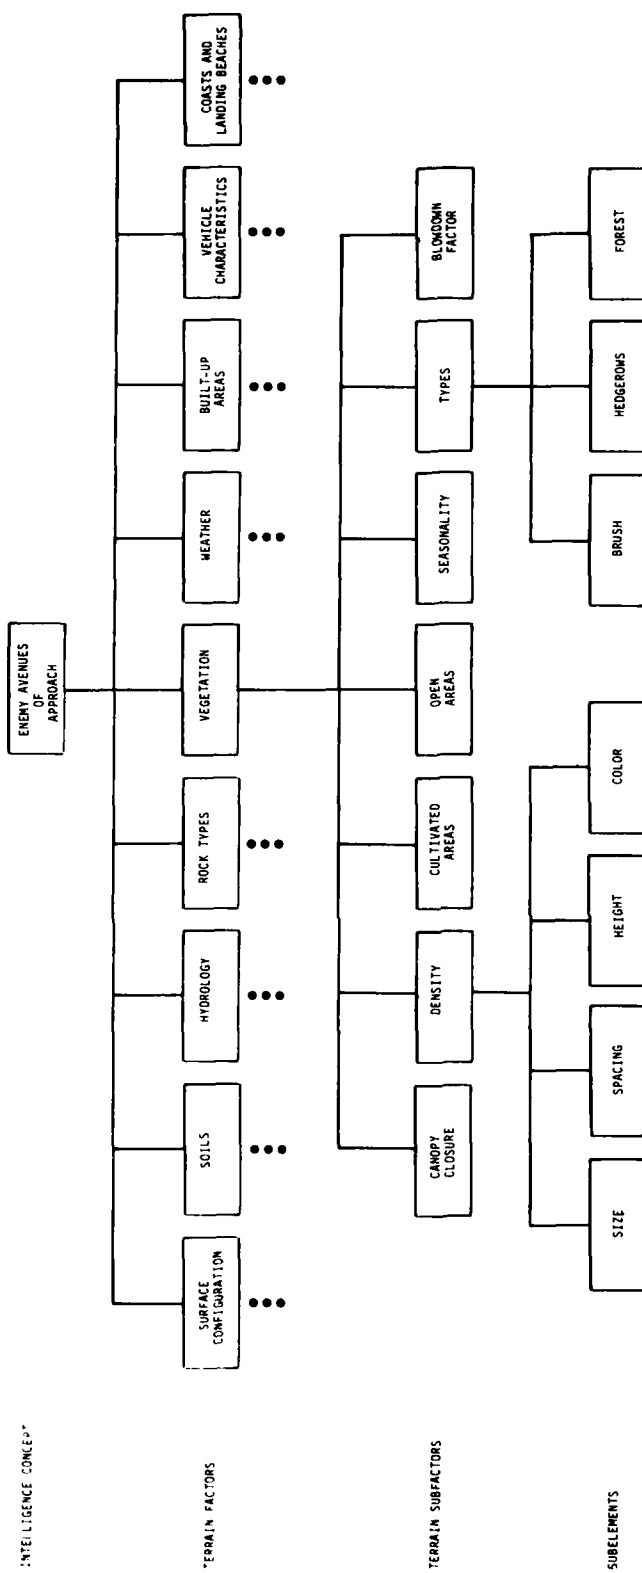 INTELLIGENCE CONCEPT
ENEMY AVENUES
OF
APPROACH
TERRAIN FACTORS
SURFACE
CONFIGURATION
SOILS
HYDROLOGY
ROCK TYPES
VEGETATION
WEATHER
BUILT-UP
AREAS
VEHICLE
CHARACTERISTICS
COASTS AND
LANDING BEACHES
TERRAIN SUBFACTORS
CANOPY
CLOSURE
DENSITY
CULTIVATED
AREAS
OPEN
AREAS
SEASONALITY
TYPES
BLOWDOWN
FACTOR
SUBELEMENTS
SIZE
SPACING
HEIGHT
COLOR
BRUSH
HEDGEROWS
FOREST